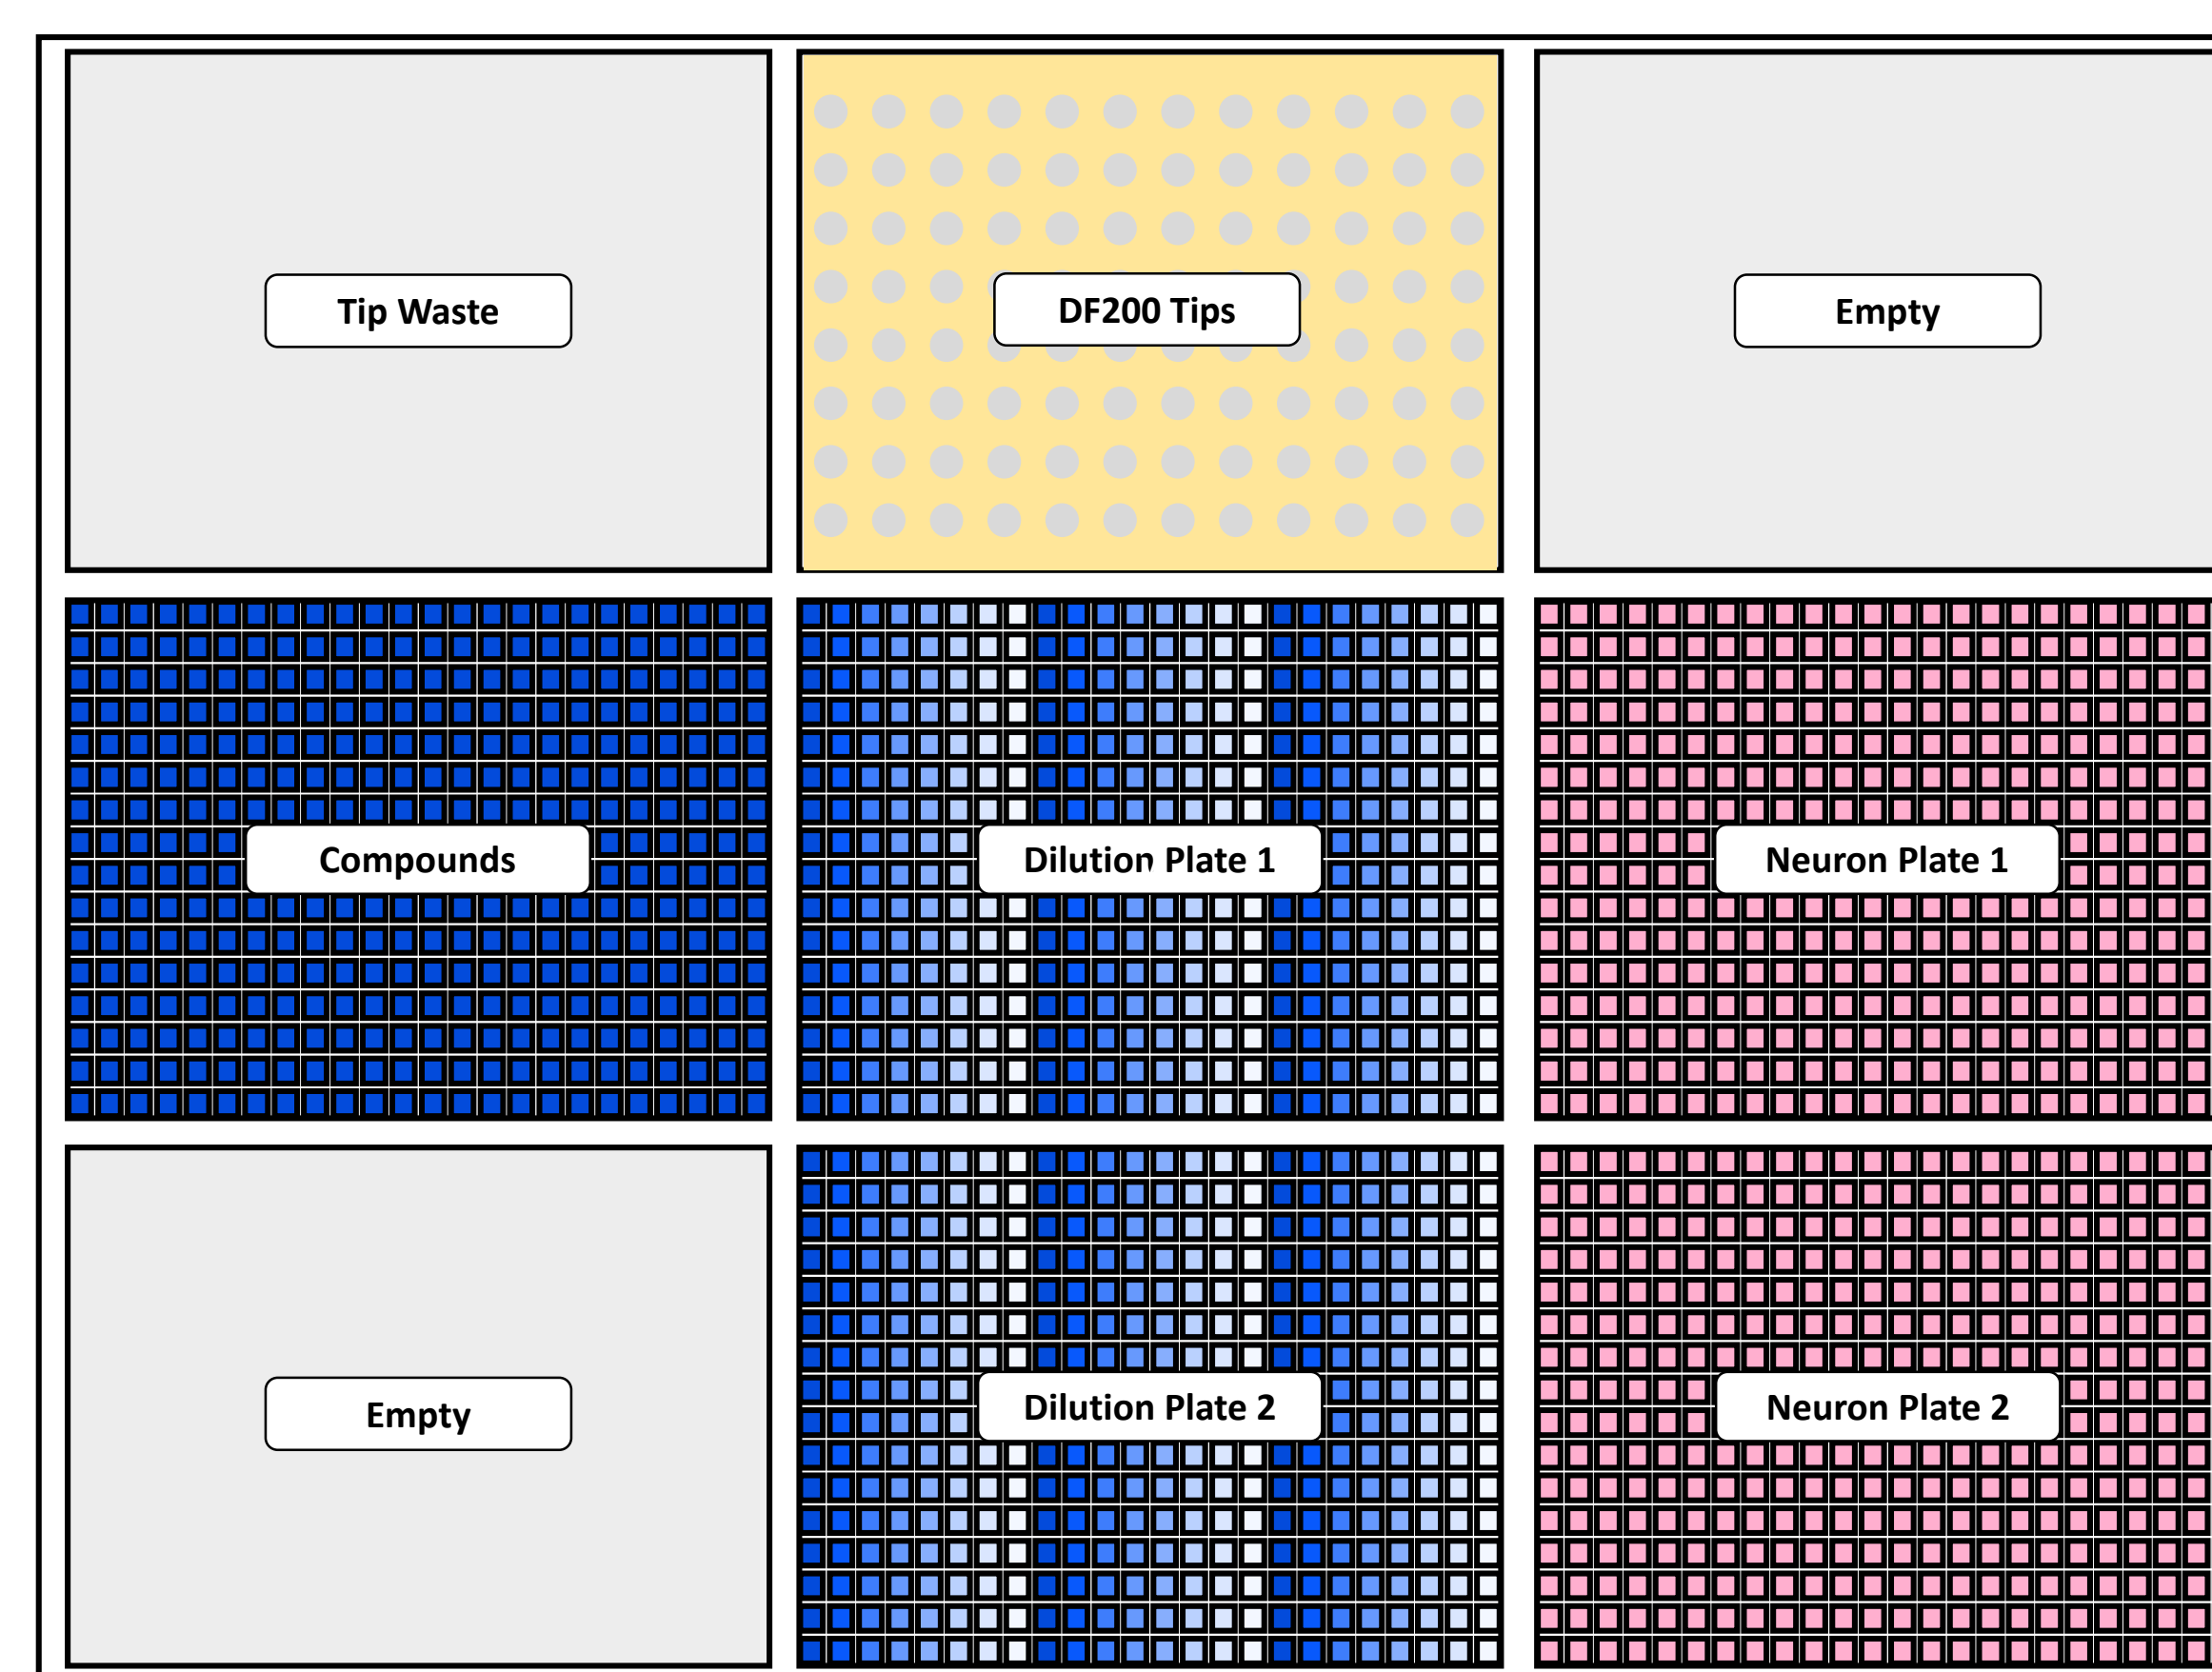 Tip Waste
DF200 Tips
Empty
Compounds
Dilution Plate 1
Neuron Plate 1
Empty
Dilution Plate 2
Neuron Plate 2